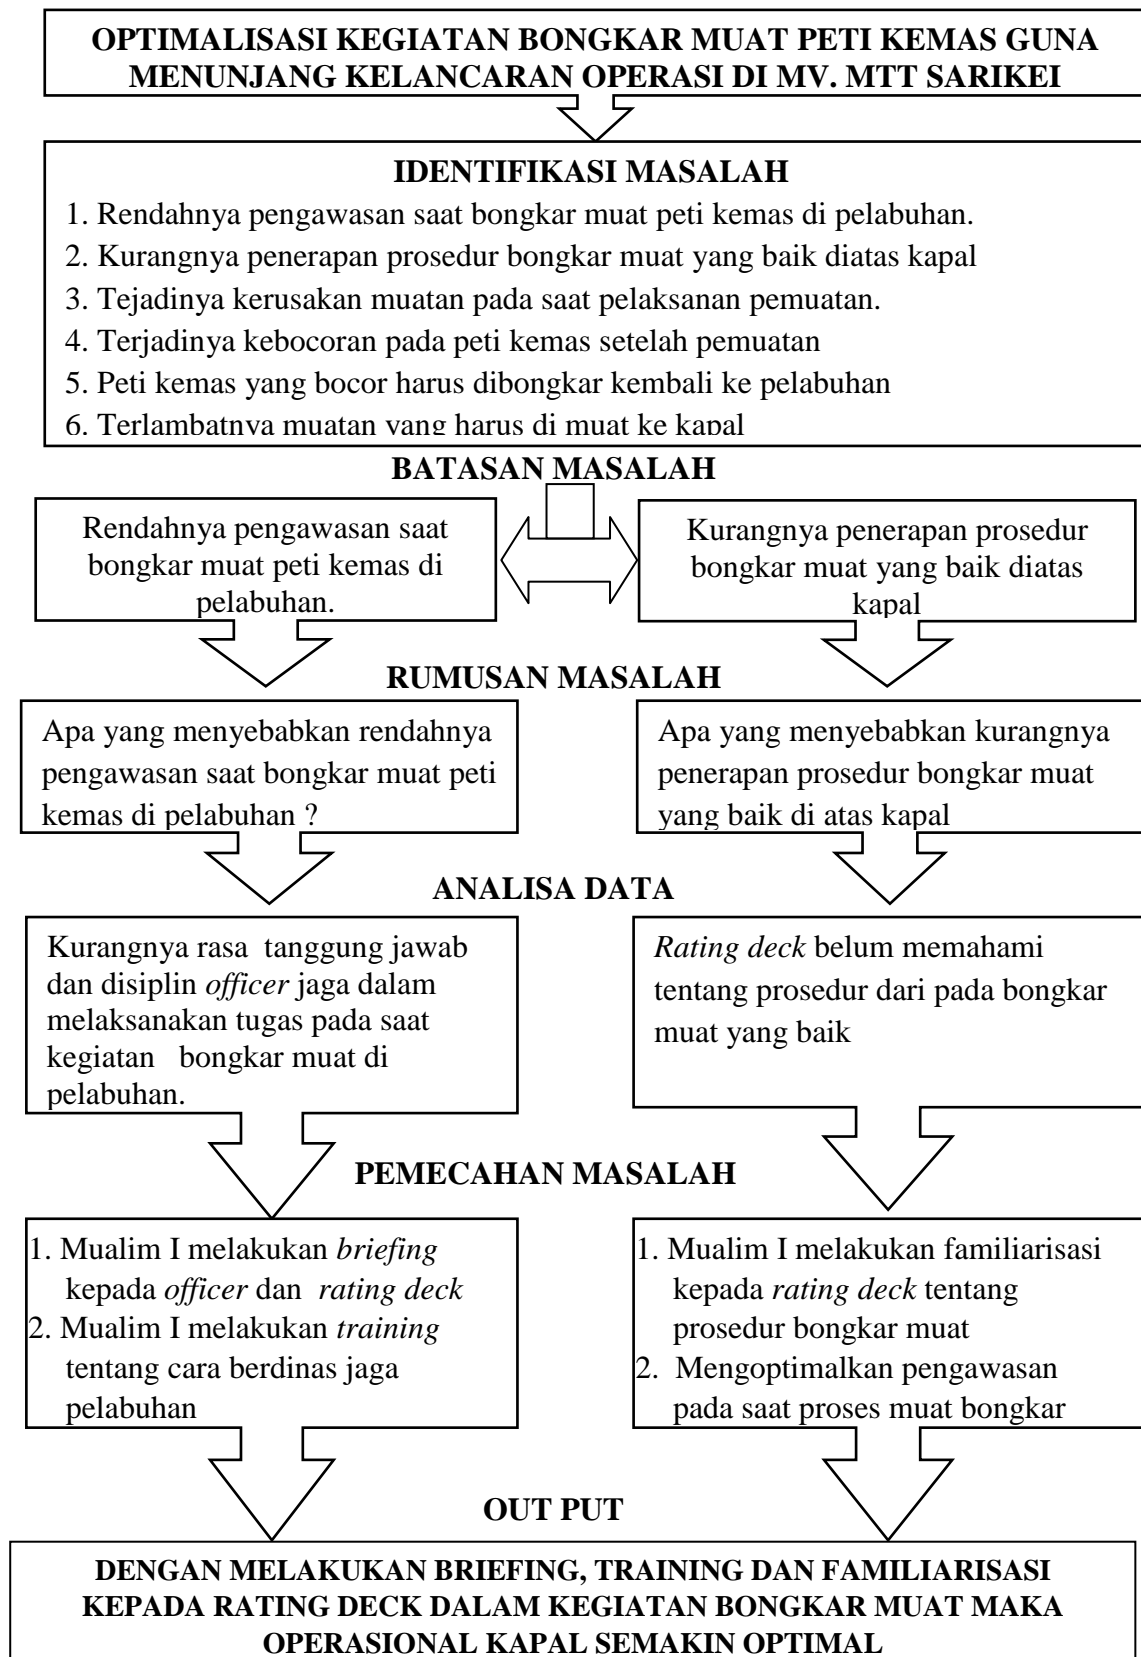 OPTIMALISASI KEGIATAN BONGKAR MUAT PETI KEMAS GUNA
MENUNJANG KELANCARAN OPERASI DI MV. MTT SARIKEI
IDENTIFIKASI MASALAH
1. Rendahnya pengawasan saat bongkar muat peti kemas di pelabuhan.
2. Kurangnya penerapan prosedur bongkar muat yang baik diatas kapal
3. Tejadinya kerusakan muatan pada saat pelaksanan pemuatan.
4. Terjadinya kebocoran pada peti kemas setelah pemuatan
5. Peti kemas yang bocor harus dibongkar kembali ke pelabuhan
6. Terlambatnya muatan yang harus di muat ke kapal
BATASAN MASALAH
Rendahnya pengawasan saat
bongkar muat peti kemas di
pelabuhan.
Kurangnya penerapan prosedur
bongkar muat yang baik diatas
kapal
RUMUSAN MASALAH
Apa yang menyebabkan rendahnya
pengawasan saat bongkar muat peti
kemas di pelabuhan ?
Apa yang menyebabkan kurangnya
penerapan prosedur bongkar muat
yang baik di atas kapal
ANALISA DATA
Kurangnya rasa tanggung jawab
dan disiplin officer jaga dalam
melaksanakan tugas pada saat
kegiatan bongkar muat di
pelabuhan.
Rating deck belum memahami
tentang prosedur dari pada bongkar
muat yang baik
PEMECAHAN MASALAH
1. Mualim I melakukan briefing
kepada officer dan rating deck
2. Mualim I melakukan training
tentang cara berdinas jaga
pelabuhan
1. Mualim I melakukan familiarisasi
kepada rating deck tentang
prosedur bongkar muat
2. Mengoptimalkan pengawasan
pada saat proses muat bongkar
OUT PUT
DENGAN MELAKUKAN BRIEFING, TRAINING DAN FAMILIARISASI
KEPADA RATING DECK DALAM KEGIATAN BONGKAR MUAT MAKA
OPERASIONAL KAPAL SEMAKIN OPTIMAL